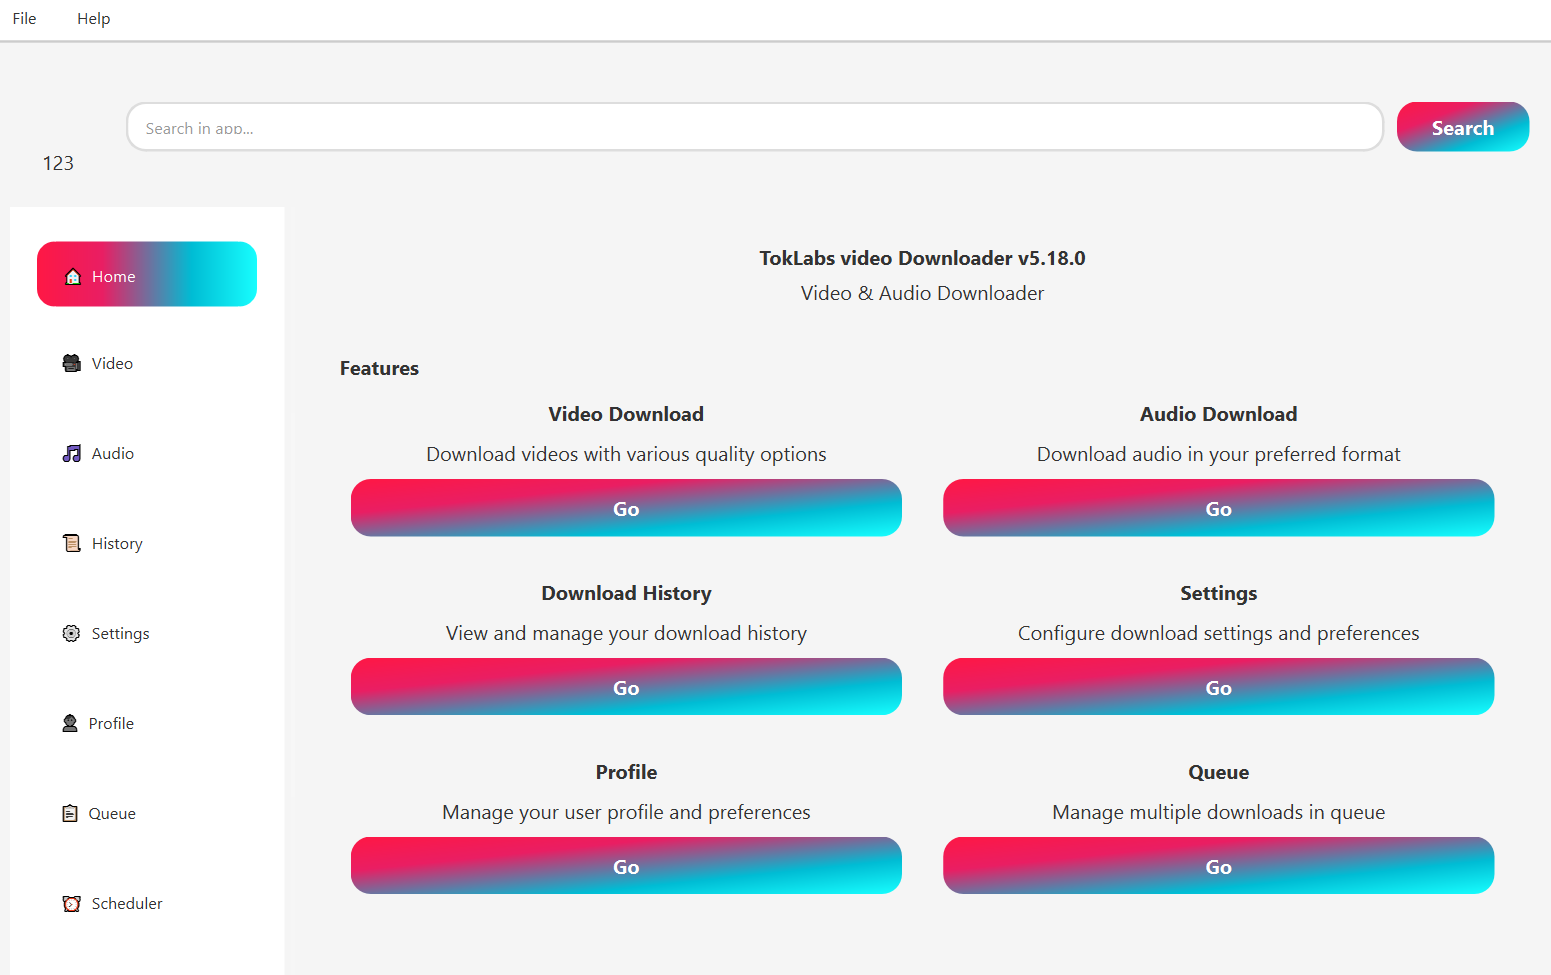 File Help
Search in app...
Search
123
Home
Video
Audio
History
Settings
Profile
Queue
Scheduler
TokLabs video Downloader v5.18.0
Video & Audio Downloader
Features
Video Download
Download videos with various quality options
Go
Audio Download
Download audio in your preferred format
Go
Download History
View and manage your download history
Go
Settings
Configure download settings and preferences
Go
Profile
Manage your user profile and preferences
Go
Queue
Manage multiple downloads in queue
Go